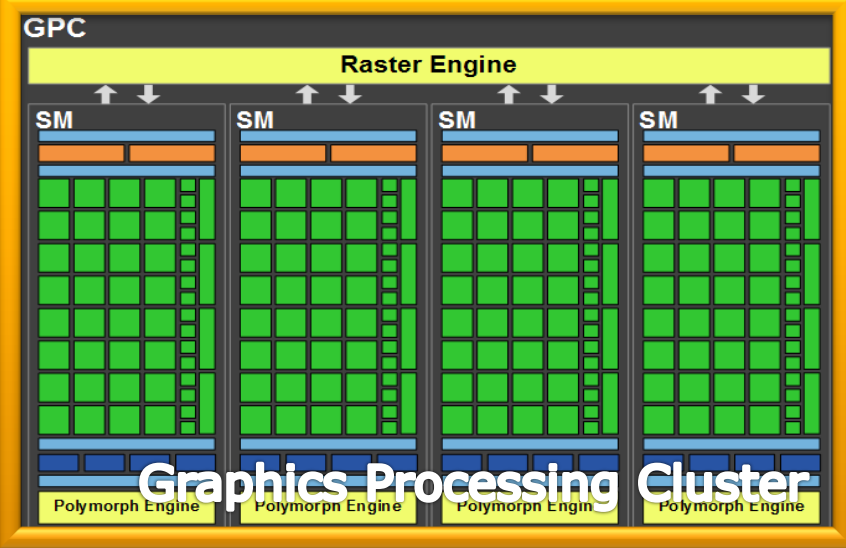 GPC
Raster Engine
SM SM SM SM
Graphics Processing Cluster
Polymorph Engine Polymorph Engine Polymorph Engine Polymorph Engine